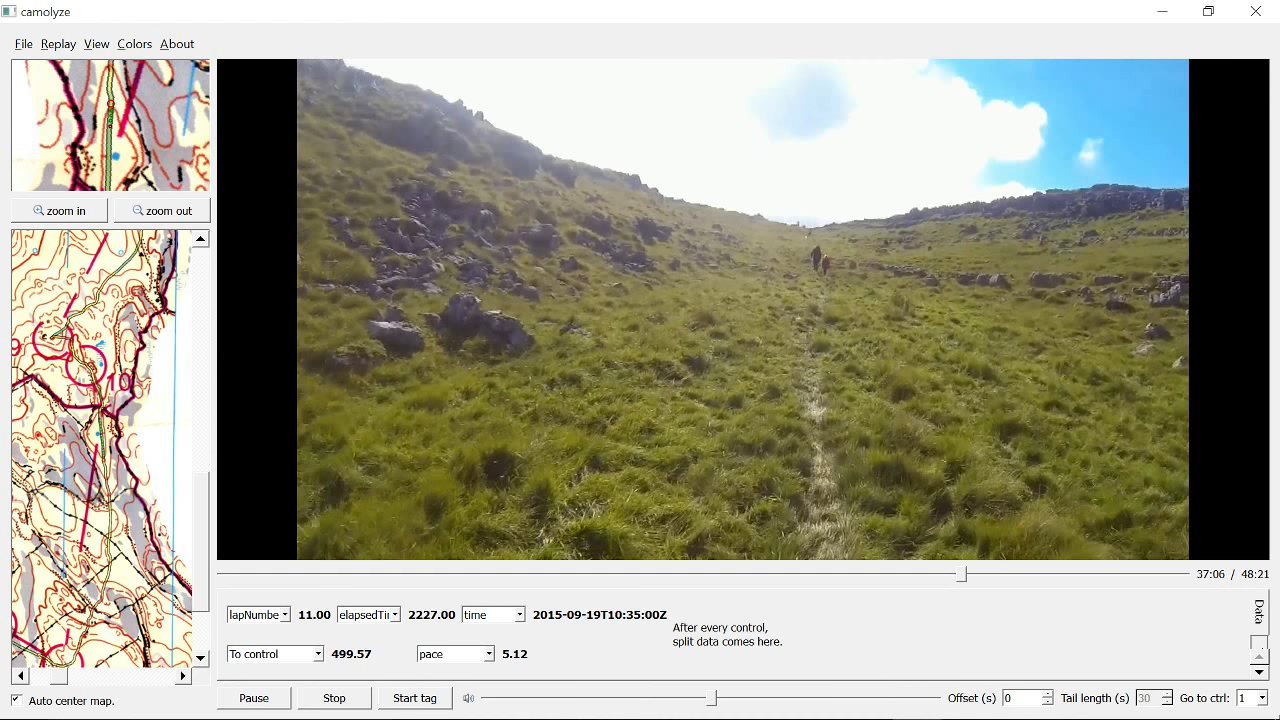 camolyze
File Replay View Colors About
zoom in zoom out
10
37:06 / 48:21
lapNumbe 11.00 elapsedTi 2227.00 time 2015-09-19T10:35:00Z
After every control,
split data comes here.
To control 499.57 pace 5.12
Data
Auto center map.
Pause Stop Start tag Offset (s) 0 Tail length (s) 30 Go to ctrl: 1